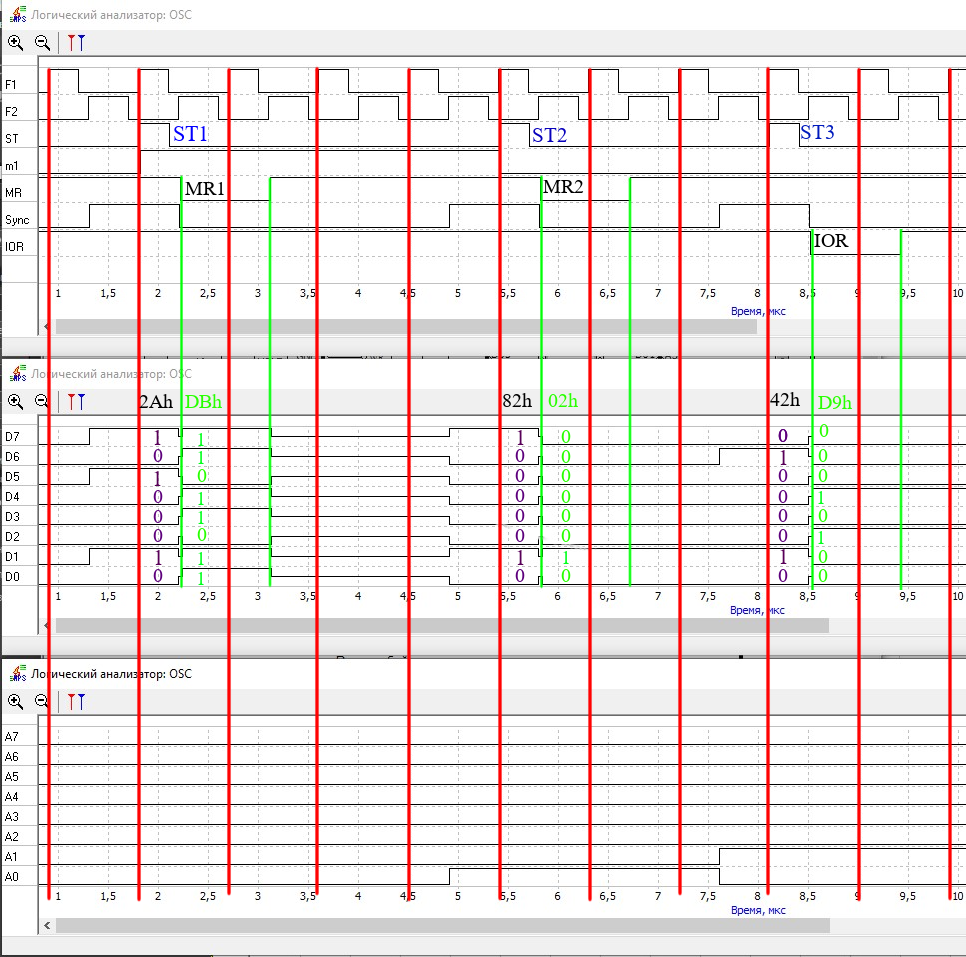 Логический анализатор: OSC
F1
F2
ST
ST1 ST2 ST3
m1
MR
MR1 MR2
Sync
IOR
IOR
1 1,5 2 2,5 3 3,5 4 4,5 5 5,5 6 6,5 7 7,5 8 8,5 9 9,5 10
Время, мкс
Логический анализатор: OSC
2Ah DBh 82h 02h 42h D9h
D7 1 1 1 0 0 0
D6 0 1 0 0 1 0
D5 1 0 0 0 0 0
D4 0 1 0 0 0 1
D3 0 1 0 0 0 0
D2 0 0 0 0 0 1
D1 1 1 1 1 1 0
D0 0 1 0 0 0 0
1 1,5 2 2,5 3 3,5 4 4,5 5 5,5 6 6,5 7 7,5 8 8,5 9 9,5 10
Время, мкс
Логический анализатор: OSC
A7
A6
A5
A4
A3
A2
A1
A0
1 1,5 2 2,5 3 3,5 4 4,5 5 5,5 6 6,5 7 7,5 8 8,5 9 9,5 10
Время, мкс